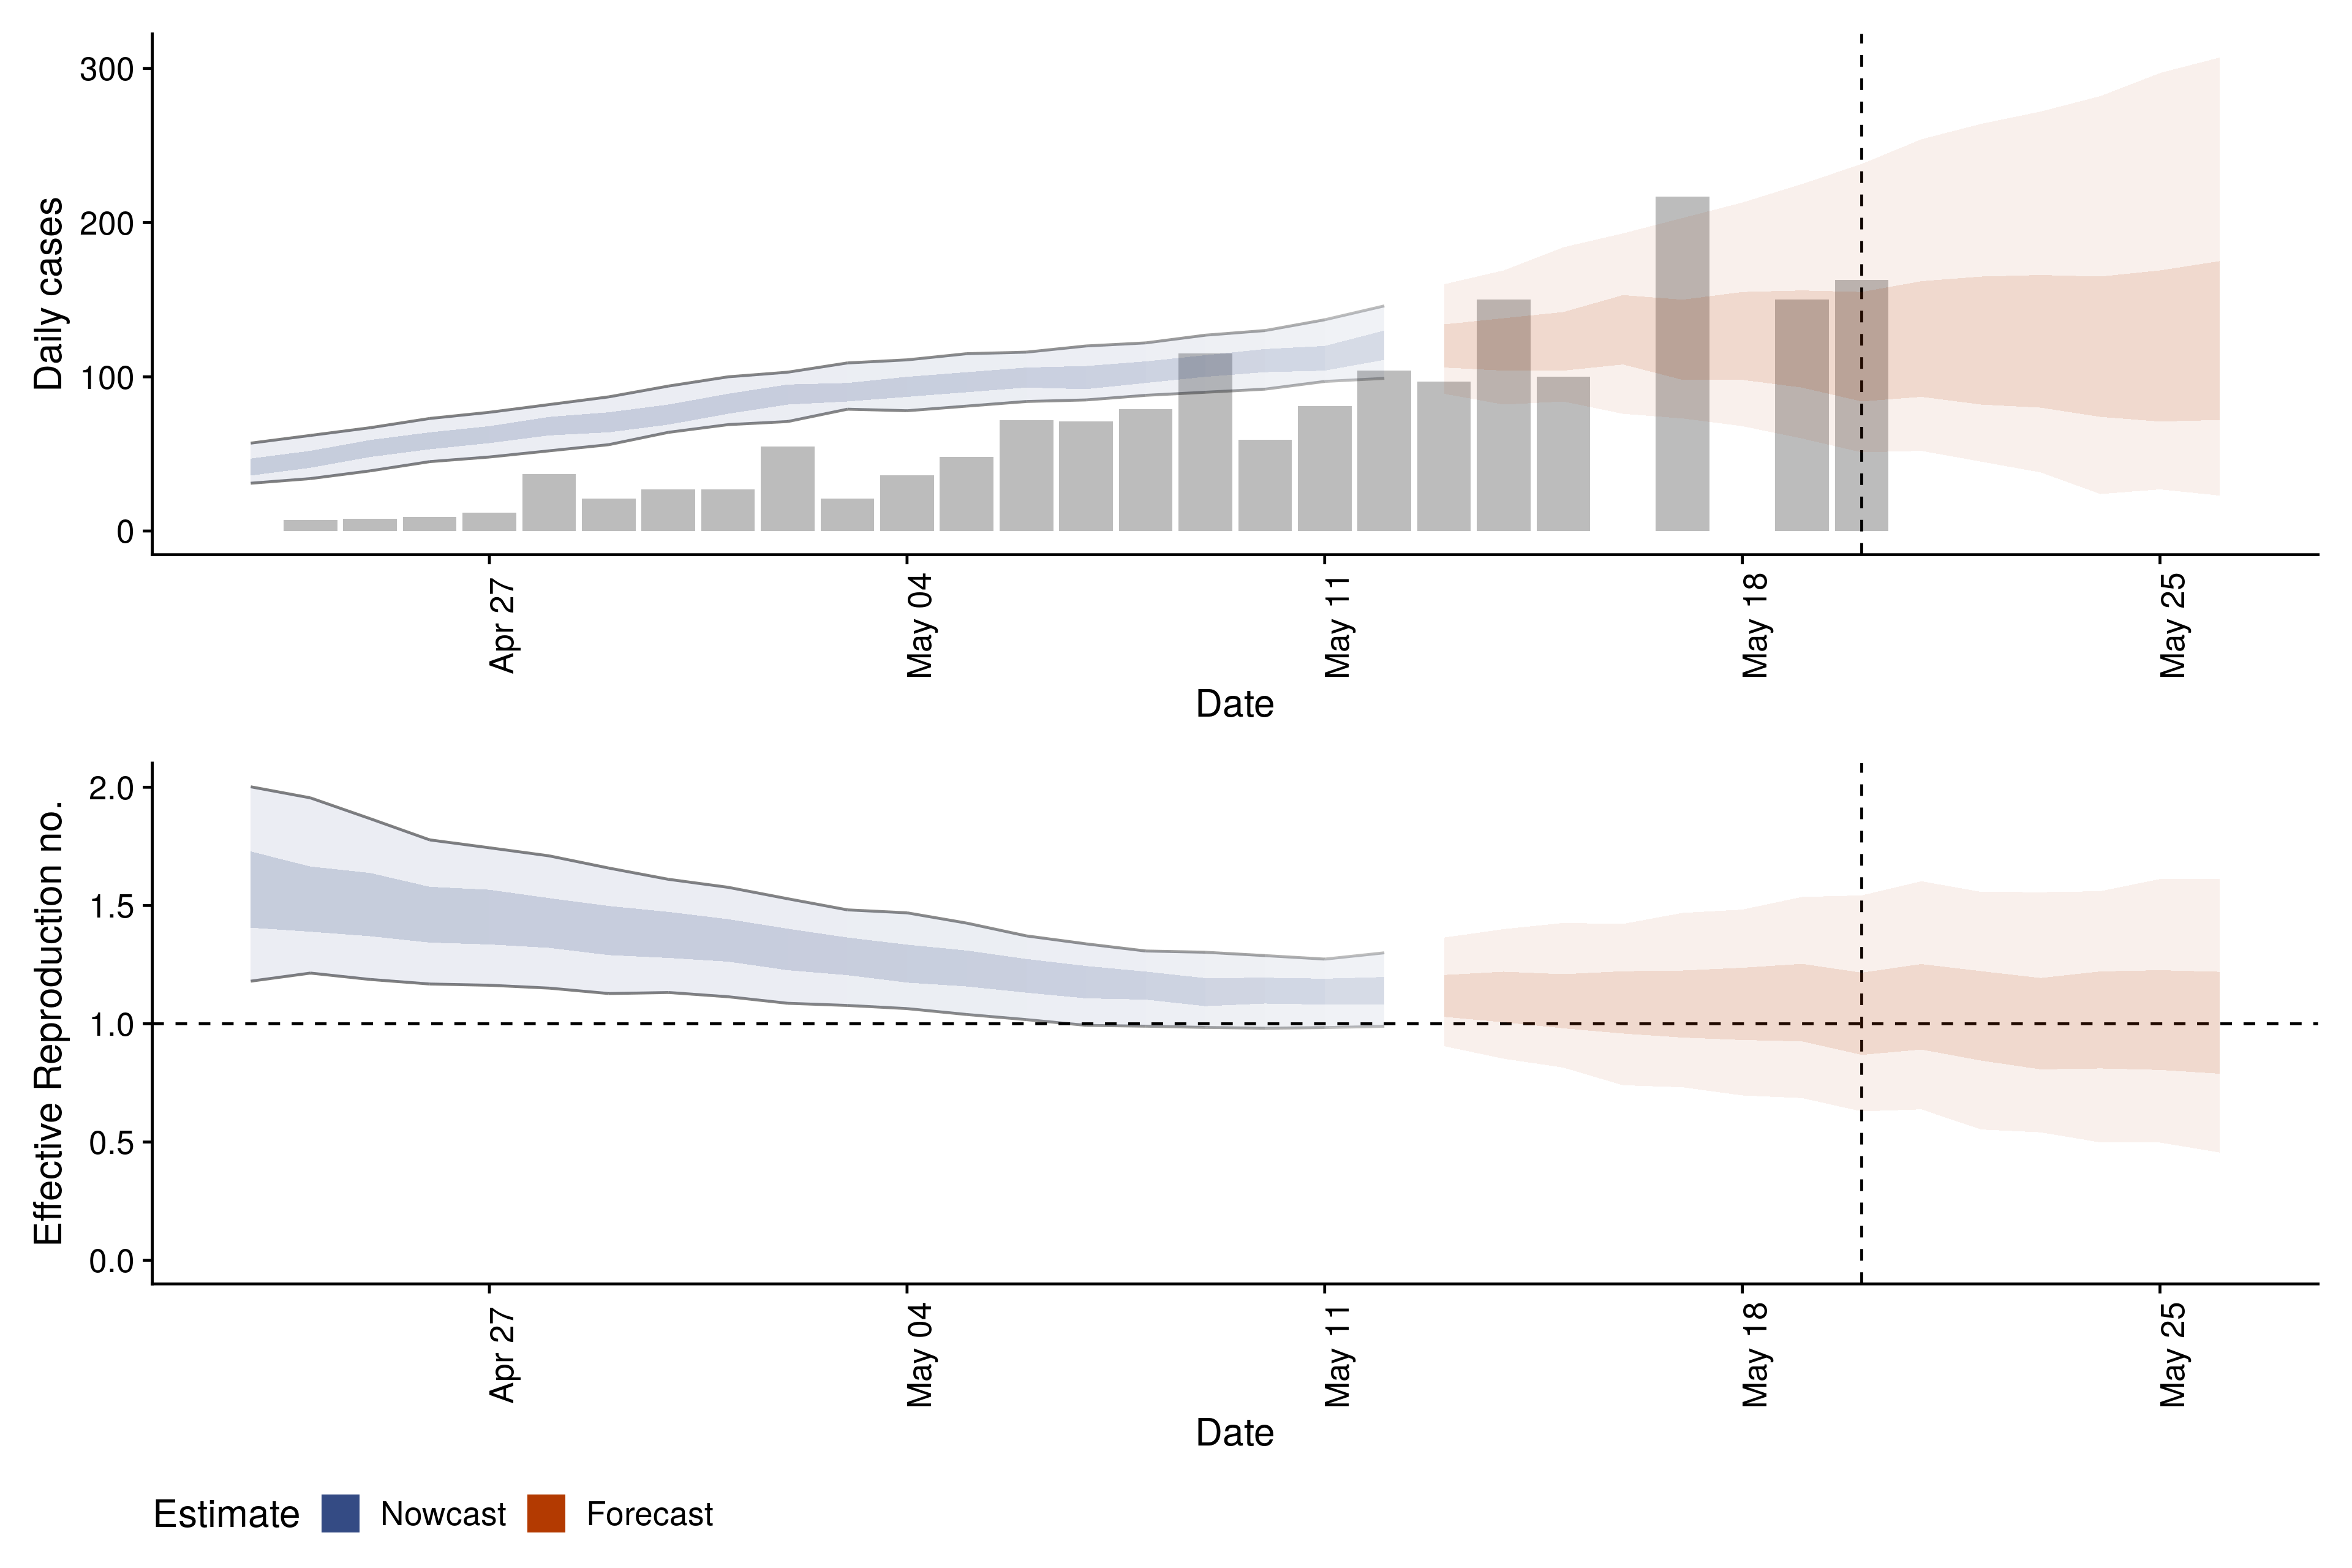 300
200
100
0
Daily cases
Apr 27
May 04
May 11
May 18
May 25
Date
2.0
1.5
1.0
0.5
0.0
Effective Reproduction no.
Apr 27
May 04
May 11
May 18
May 25
Date
Estimate Nowcast Forecast